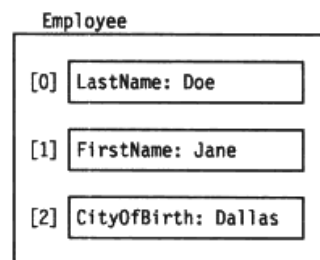 Employee
[0] LastName: Doe
[1] FirstName: Jane
[2] CityOfBirth: Dallas